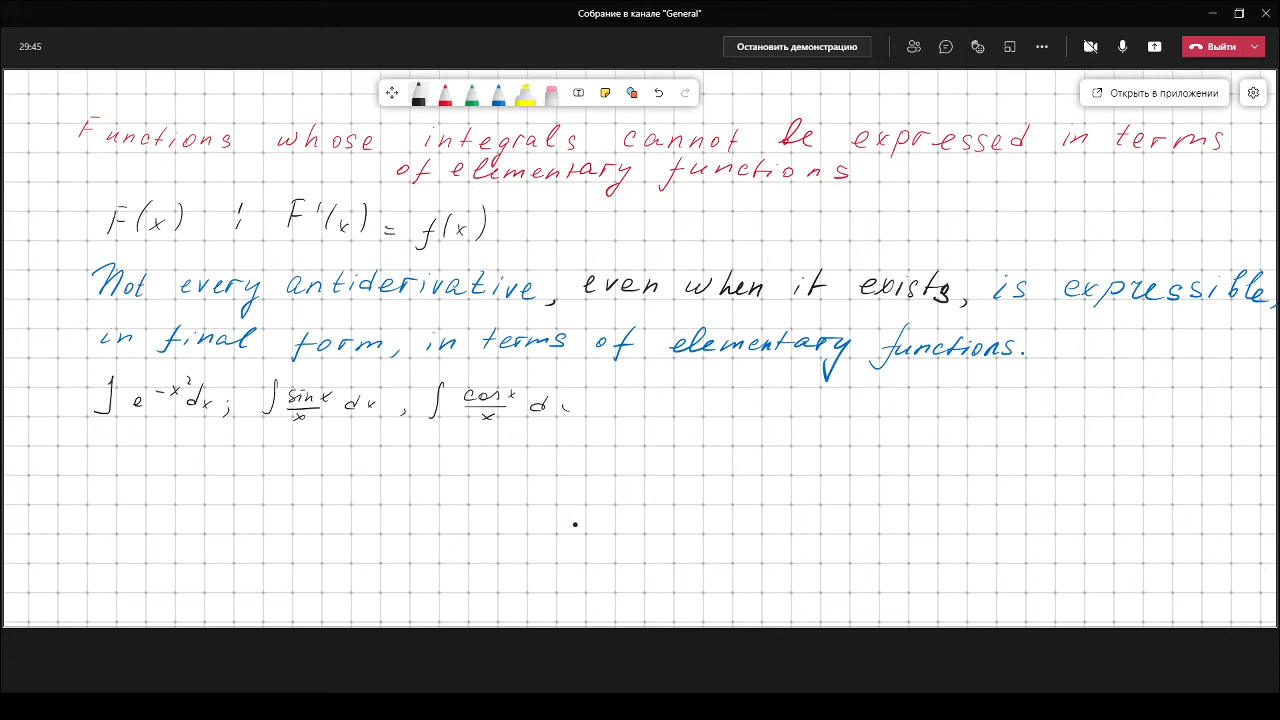 Собрание в канале "General"
29:45
Остановить демонстрацию
Выйти
Открыть в приложении
Functions whose integrals cannot be expressed in terms
of elementary functions
F(x) : F'(x) = f(x)
Not every antiderivative, even when it exists, is expressible,
in final form, in terms of elementary functions.
∫ e^{-x^2} dx; ∫ sin x / x dx, ∫ cos x / x d